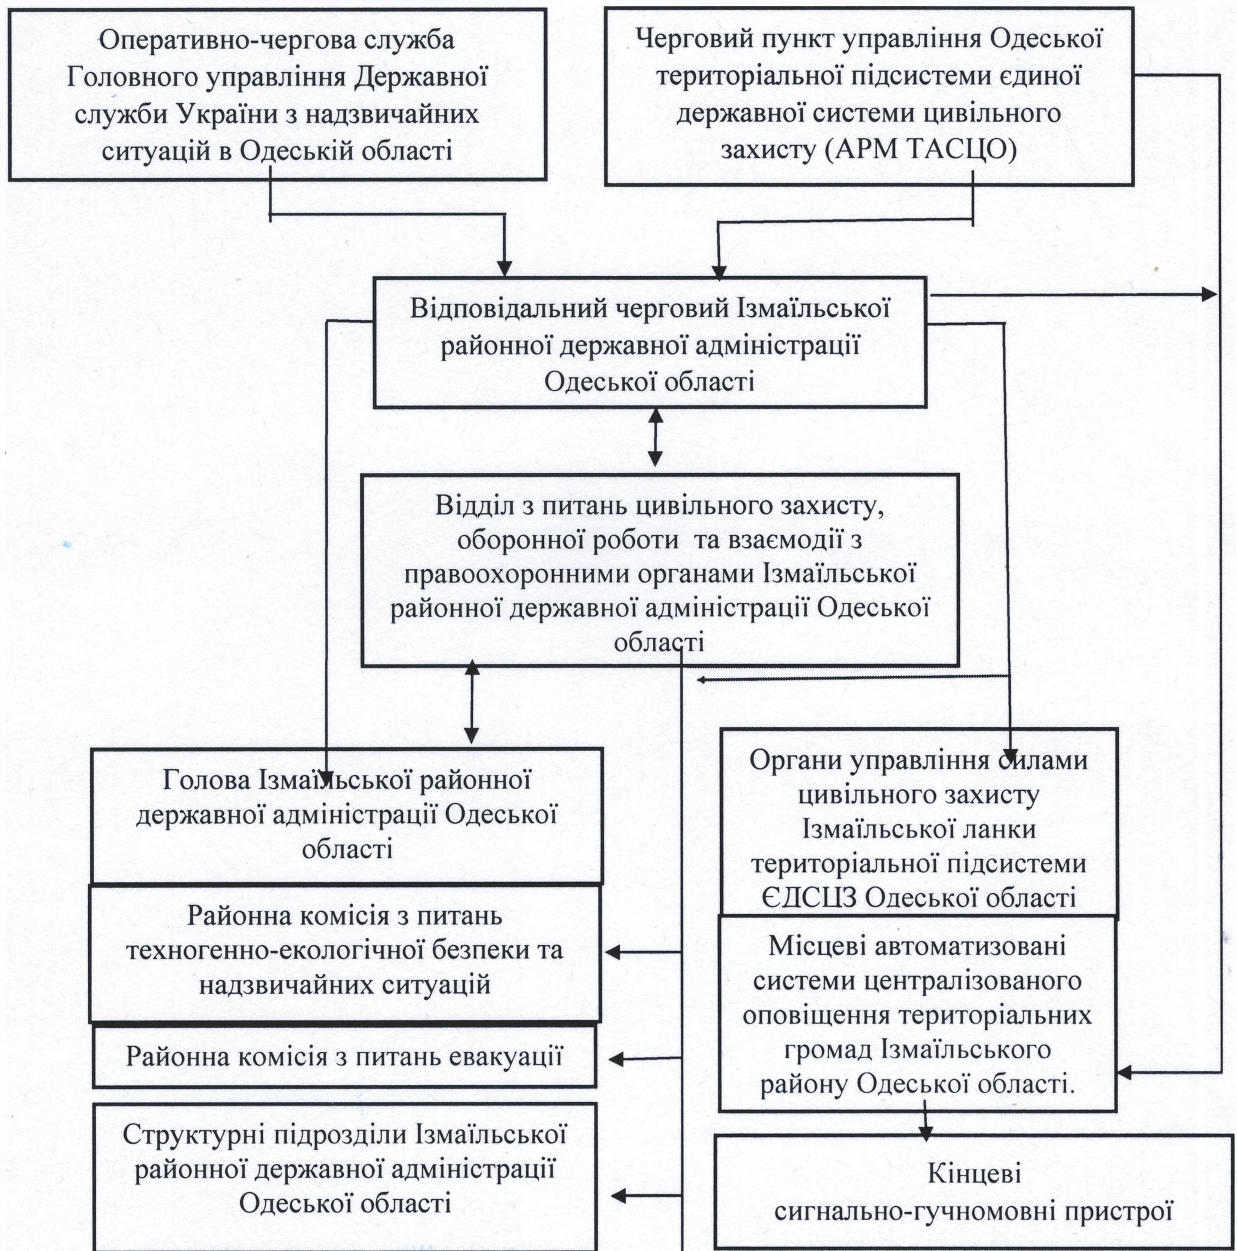 Оперативно-чергова служба
Головного управління Державної
служби України з надзвичайних
ситуацій в Одеській області
Черговий пункт управління Одеської
територіальної підсистеми єдиної
державної системи цивільного
захисту (АРМ ТАСЦО)
Відповідальний черговий Ізмаїльської
районної державної адміністрації
Одеської області
Відділ з питань цивільного захисту,
оборонної роботи та взаємодії з
правоохоронними органами Ізмаїльської
районної державної адміністрації Одеської
області
Голова Ізмаїльської районної
державної адміністрації Одеської
області
Районна комісія з питань
техногенно-екологічної безпеки та
надзвичайних ситуацій
Районна комісія з питань евакуації
Структурні підрозділи Ізмаїльської
районної державної адміністрації
Одеської області
Органи управління силами
цивільного захисту
Ізмаїльської ланки
територіальної підсистеми
ЄДСЦЗ Одеської області
Місцеві автоматизовані
системи централізованого
оповіщення територіальних
громад Ізмаїльського
району Одеської області.
Кінцеві
сигнально-гучномовні пристрої